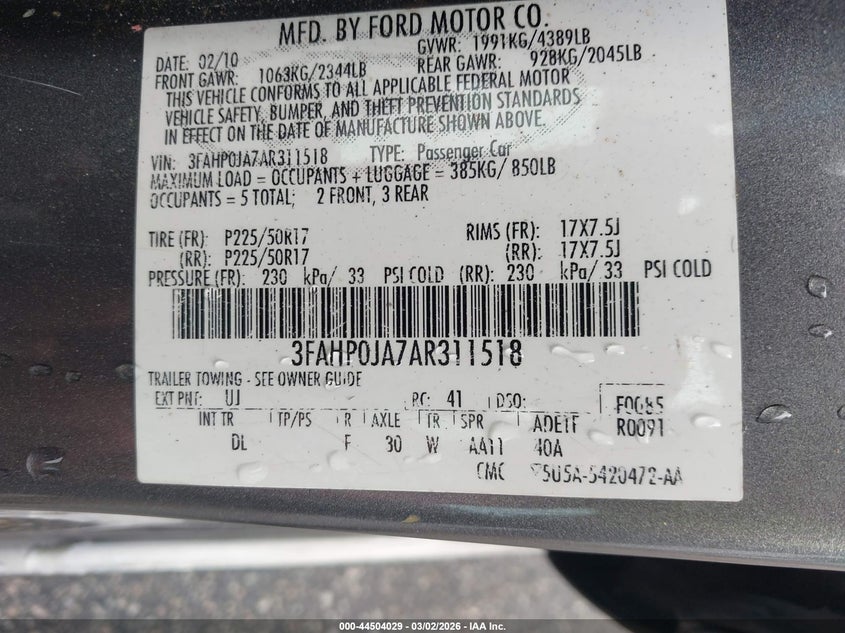 MFD. BY FORD MOTOR CO.
DATE: 02/10 GVWR: 1991KG/4389LB
FRONT GAWR: 1063KG/2344LB REAR GAWR: 928KG/2045LB
THIS VEHICLE CONFORMS TO ALL APPLICABLE FEDERAL MOTOR
VEHICLE SAFETY, BUMPER, AND THEFT PREVENTION STANDARDS
IN EFFECT ON THE DATE OF MANUFACTURE SHOWN ABOVE.
VIN: 3FAHP0JA7AR311518 TYPE: Passenger Car
MAXIMUM LOAD = OCCUPANTS + LUGGAGE = 385KG/ 850LB
OCCUPANTS = 5 TOTAL; 2 FRONT, 3 REAR
TIRE (FR): P225/50R17 RIMS (FR): 17X7.5J
(RR): P225/50R17 (RR): 17X7.5J
PRESSURE (FR): 230 kPa/ 33 PSI COLD (RR): 230 kPa/ 33 PSI COLD
3FAHP0JA7AR311518
TRAILER TOWING - SEE OWNER GUIDE
EXT PNT: UJ RC: 41 DSO: F0685
INT TR TP/PS R AXLE TR SPR R0091
DL F 30 W AA11 40A
CMC 5U5A-5420472-AA
000-44504029 - 03/02/2026 - IAA Inc.